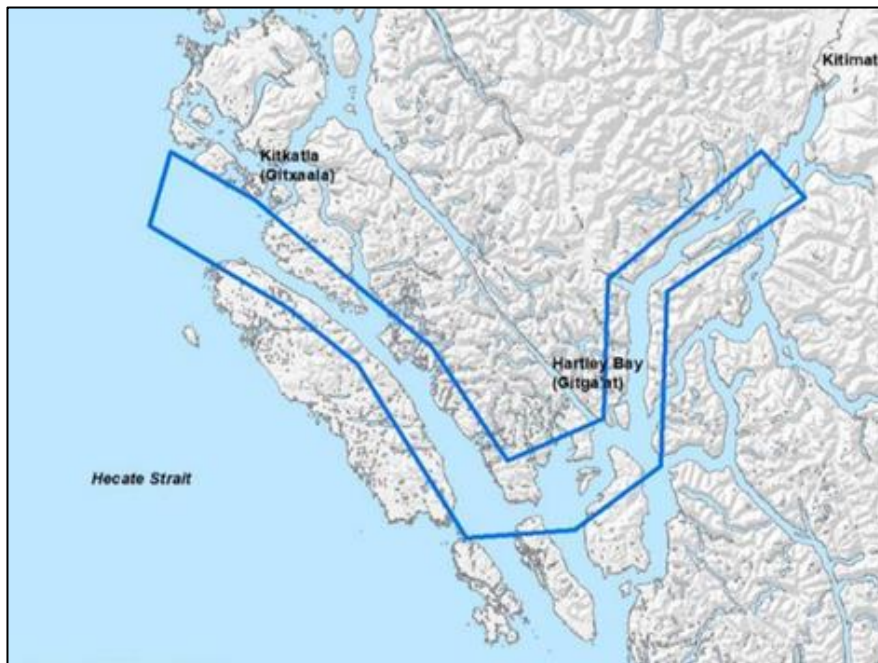 Kitimat
Kitkatla
(Gitxaala)
Hartley Bay
(Gitga'at)
Hecate Strait